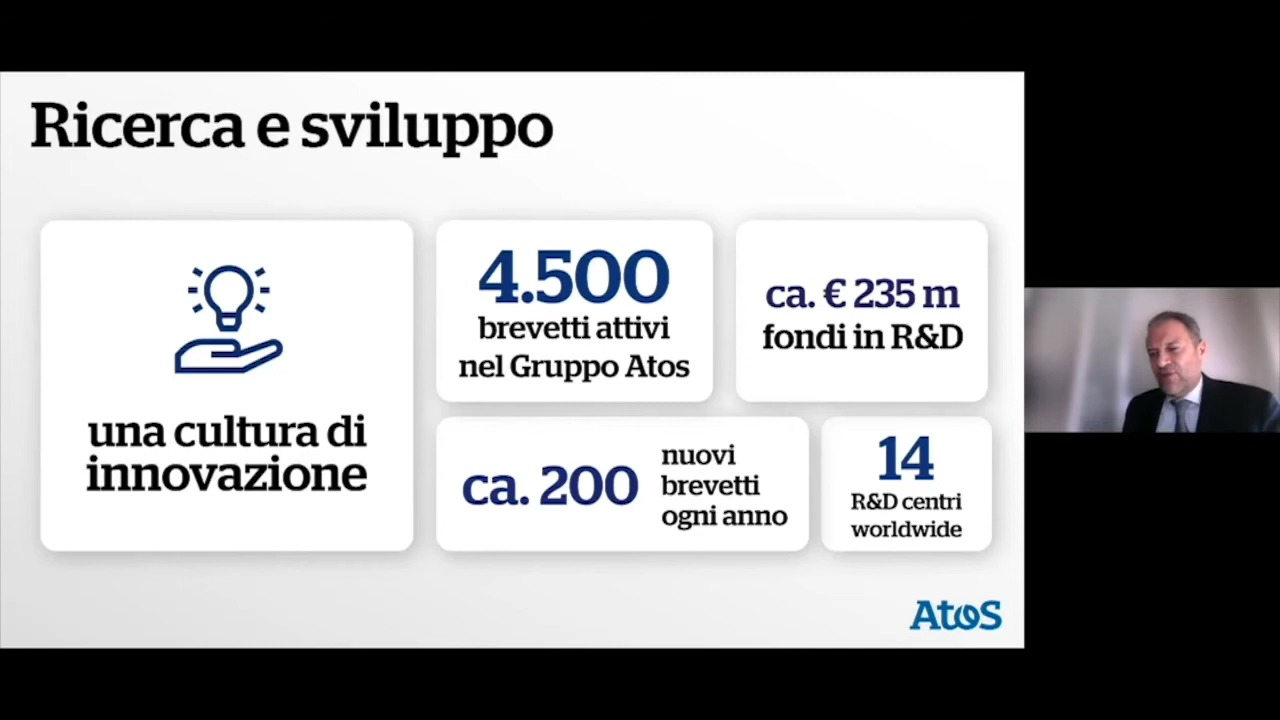 Ricerca e sviluppo
una cultura di
innovazione
4.500
brevetti attivi
nel Gruppo Atos
ca. € 235 m
fondi in R&D
ca. 200
nuovi
brevetti
ogni anno
14
R&D centri
worldwide
Atos